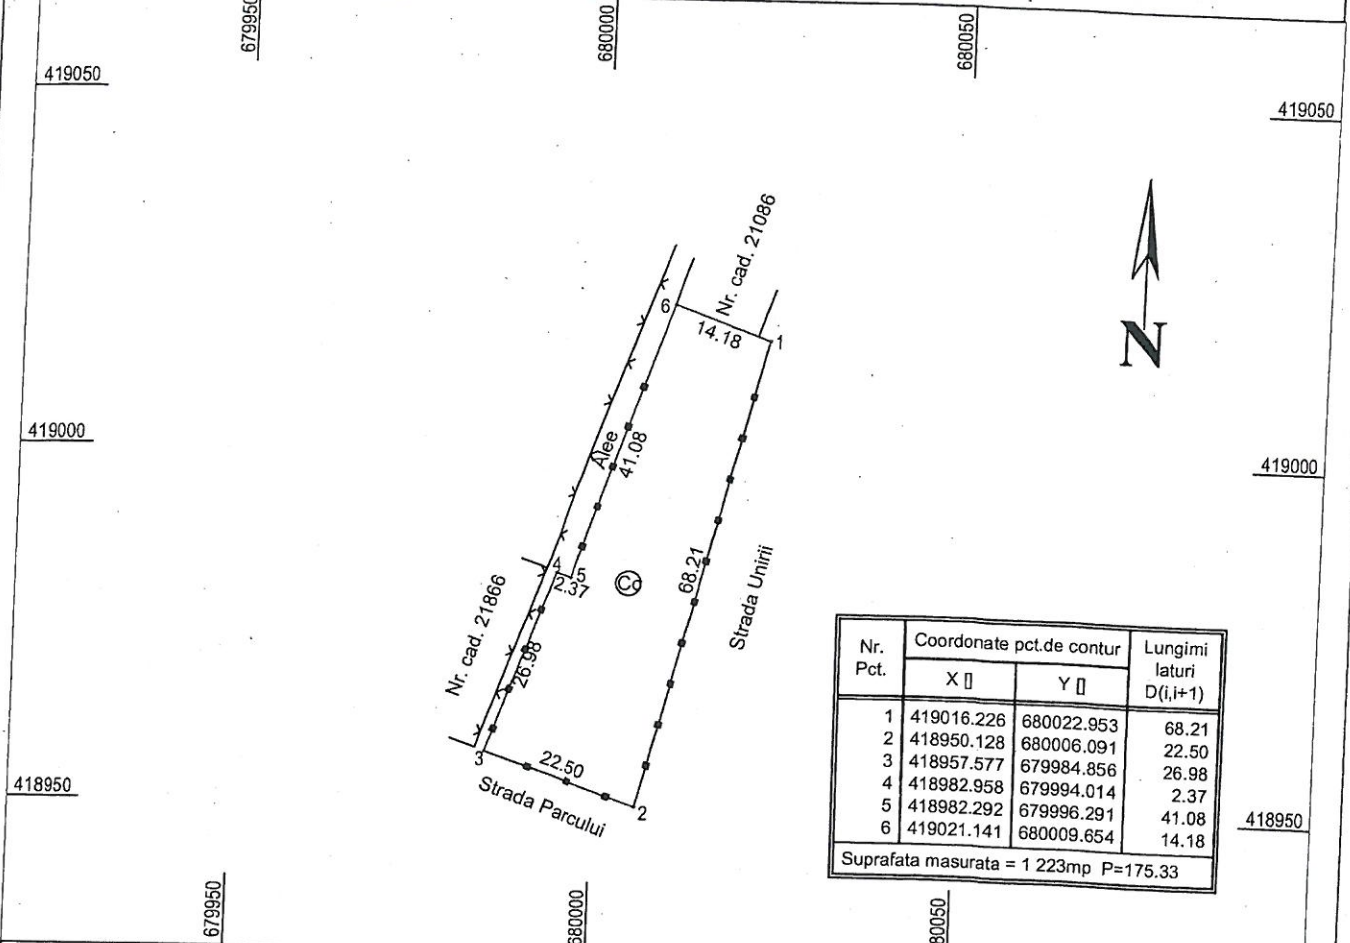 679950
680000
680050
419050
419050
Nr. cad. 21086
6
14.18
1
N
Alee
41.08
419000
419000
4
5
2.37
68.21
Strada Unirii
Nr. cad. 21866
26.98
3
22.50
Strada Parcului
2
418950
418950
Nr. Pct. Coordonate pct.de contur Lungimi laturi D(i,i+1)
X [] Y []
1 419016.226 680022.953 68.21
2 418950.128 680006.091 22.50
3 418957.577 679984.856 26.98
4 418982.958 679994.014 2.37
5 418982.292 679996.291 41.08
6 419021.141 680009.654 14.18
Suprafata masurata = 1 223mp P=175.33
679950
680000
680050